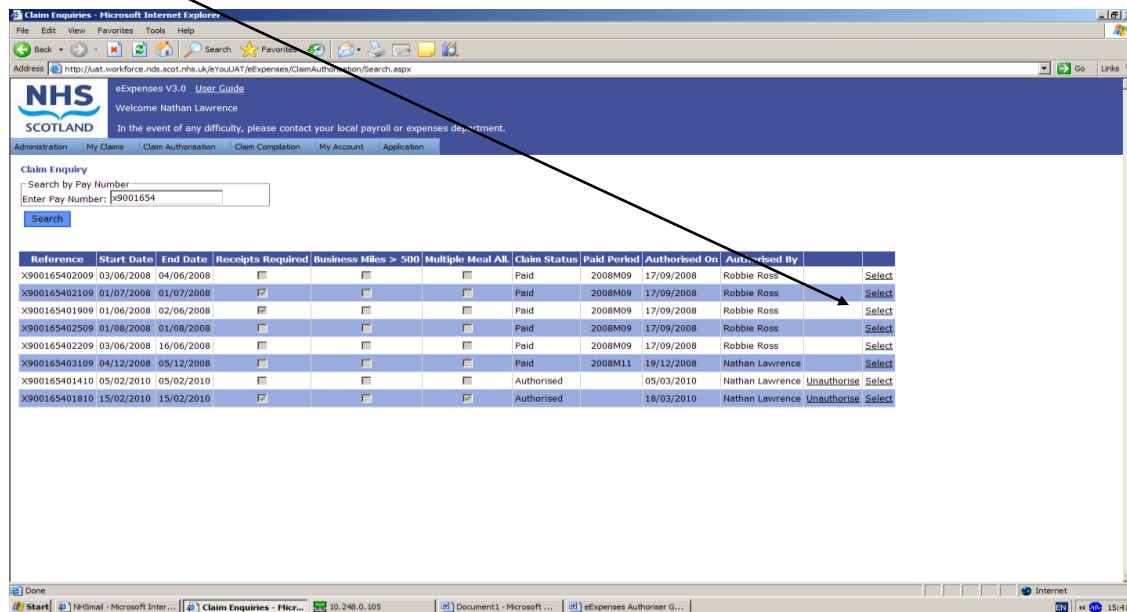 Claim Enquiries - Microsoft Internet Explorer
File Edit View Favorites Tools Help
Back Search Favorites
Address http://uat.workforce.nds.scot.nhs.uk/eYouUAT/eExpenses/ClaimAuthorisation/Search.aspx Go Links
NHS
SCOTLAND
eExpenses V3.0 User Guide
Welcome Nathan Lawrence
In the event of any difficulty, please contact your local payroll or expenses department.
Administration My Claims Claim Authorisation Claim Compilation My Account Application
Claim Enquiry
Search by Pay Number
Enter Pay Number: x9001654
Search
Reference Start Date End Date Receipts Required Business Miles > 500 Multiple Meal All. Claim Status Paid Period Authorised On Authorised By
X900165402009 03/06/2008 04/06/2008 Paid 2008M09 17/09/2008 Robbie Ross Select
X900165402109 01/07/2008 01/07/2008 Paid 2008M09 17/09/2008 Robbie Ross Select
X900165401909 01/06/2008 02/06/2008 Paid 2008M09 17/09/2008 Robbie Ross Select
X900165402509 01/08/2008 01/08/2008 Paid 2008M09 17/09/2008 Robbie Ross Select
X900165402209 03/06/2008 16/06/2008 Paid 2008M09 17/09/2008 Robbie Ross Select
X900165403109 04/12/2008 05/12/2008 Paid 2008M11 19/12/2008 Nathan Lawrence Select
X900165401410 05/02/2010 05/02/2010 Authorised 05/03/2010 Nathan Lawrence Unauthorise Select
X900165401810 15/02/2010 15/02/2010 Authorised 18/03/2010 Nathan Lawrence Unauthorise Select
Done Internet
Start NHSmail - Microsoft Inter... Claim Enquiries - Micr... 10.248.0.105 Document1 - Microsoft ... eExpenses Authoriser G... EN